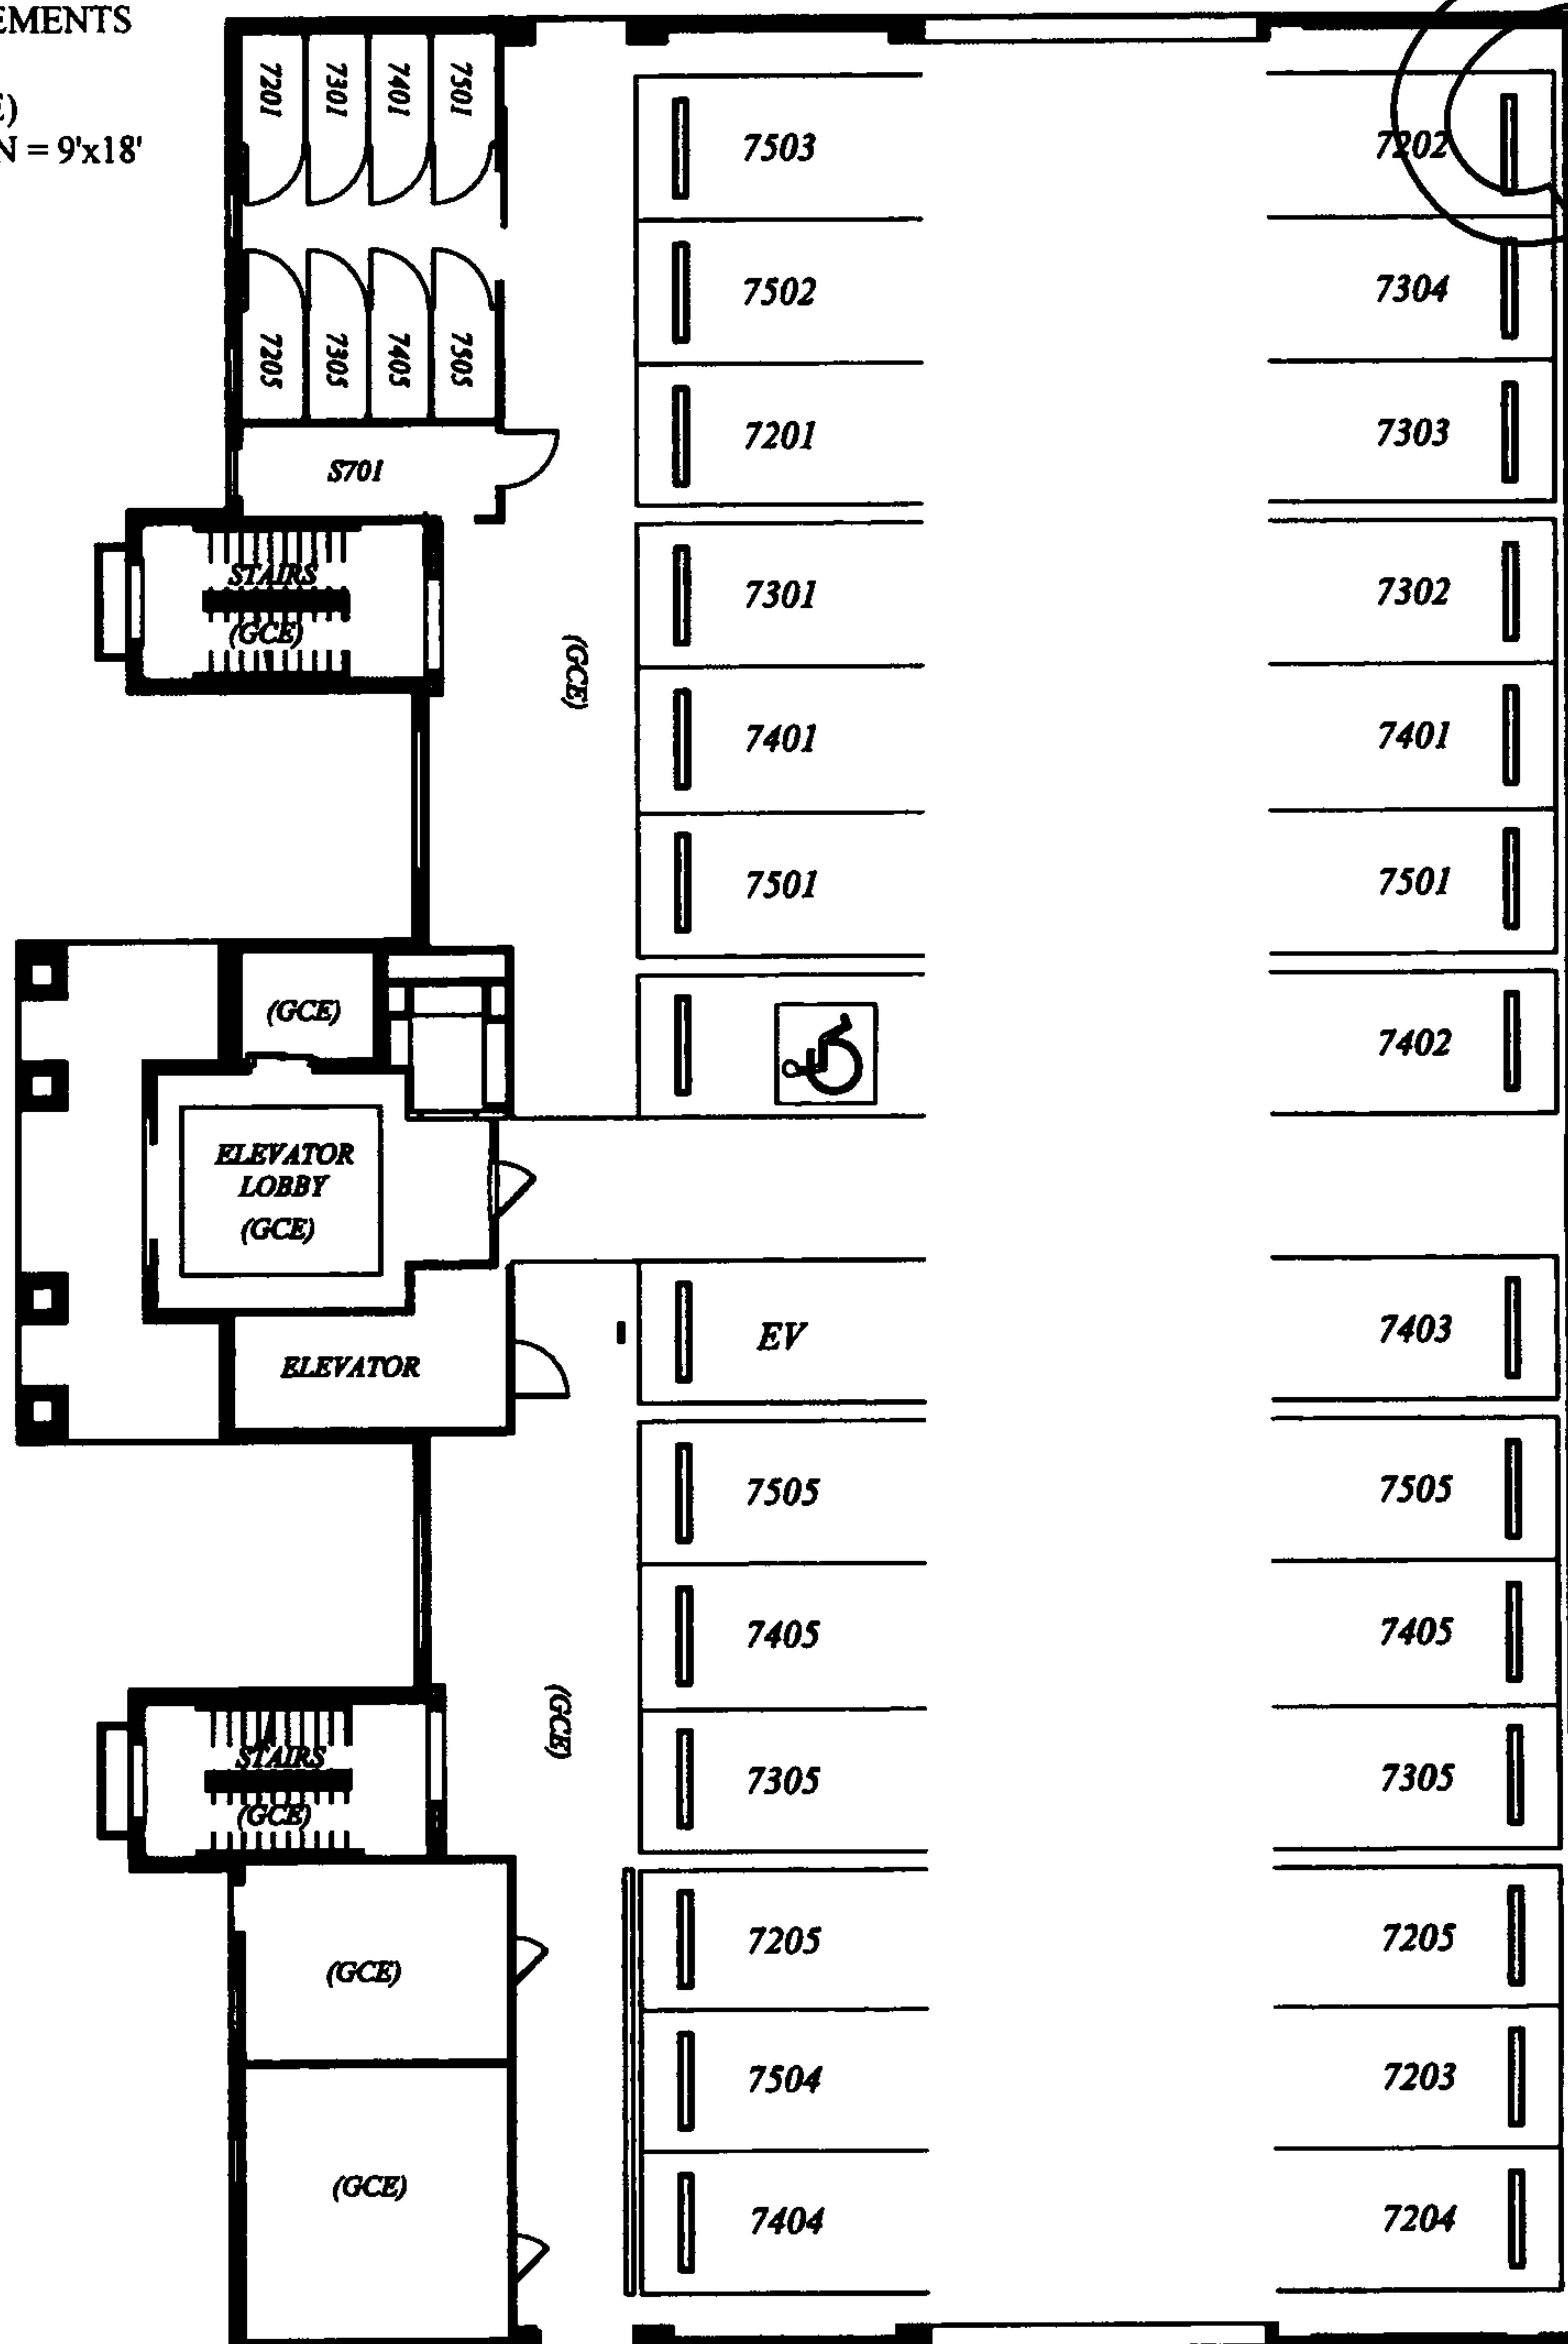 EMENTS
E)
N = 9'x18'
7201
7301
7401
7501
7205
7305
7405
7505
S701
STAIRS
(GCE)
(GCE)
(GCE)
ELEVATOR
LOBBY
(GCE)
ELEVATOR
(GCE)
STAIRS
(GCE)
(GCE)
(GCE)
7503
7502
7201
7301
7401
7501
EV
7505
7405
7305
7205
7504
7404
7202
7304
7303
7302
7401
7501
7402
7403
7505
7405
7305
7205
7203
7204